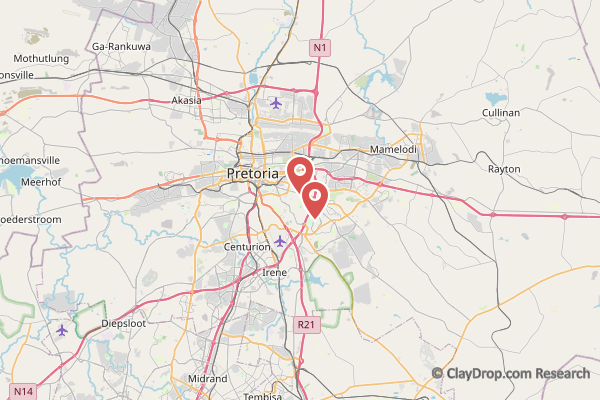 Ga-Rankuwa
N1
Mothutlung
onsville
Akasia
Cullinan
Mamelodi
hoemansville
Rayton
Pretoria
Meerhof
oederstroom
Centurion
Irene
Diepsloot
R21
Midrand
© ClayDrop.com Research
N14
Tembisa